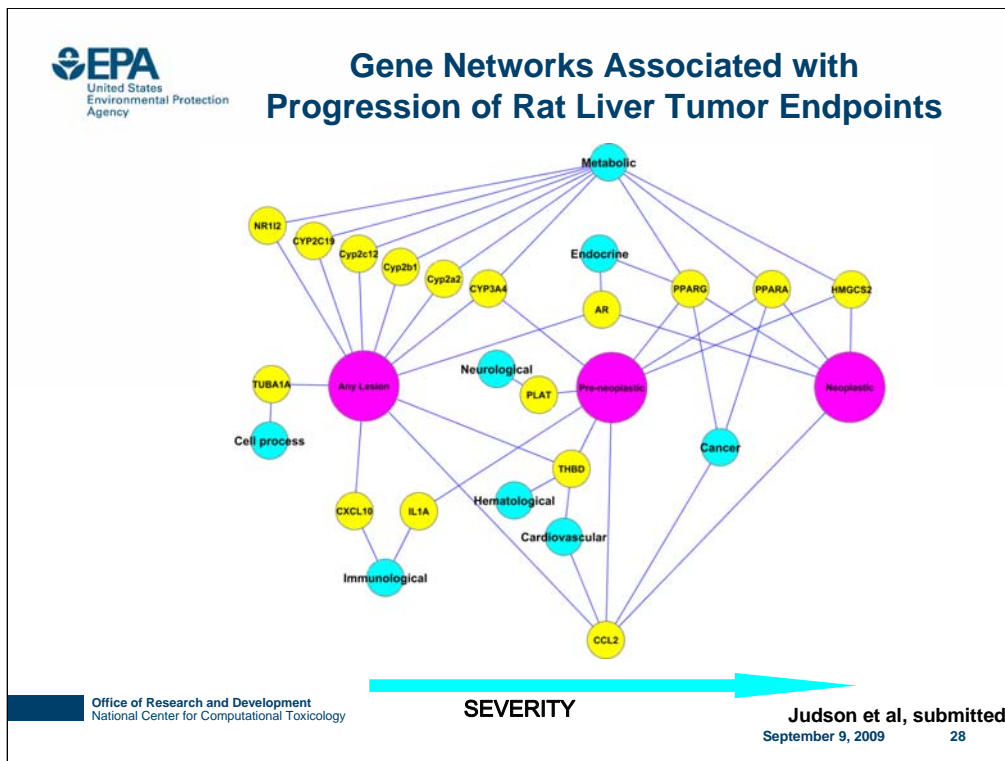 EPA
United States
Environmental Protection
Agency
Gene Networks Associated with
Progression of Rat Liver Tumor Endpoints
Metabolic
NR1I2
CYP2C19
Cyp2c12
Cyp2b1
Cyp2a2
CYP3A4
Endocrine
PPARG
PPARA
HMGCS2
AR
TUBA1A
Any Lesion
Neurological
PLAT
Pre-neoplastic
Neoplastic
Cell process
Cancer
THBD
Hematological
CXCL10
IL1A
Cardiovascular
Immunological
CCL2
SEVERITY
Office of Research and Development
National Center for Computational Toxicology
Judson et al, submitted
September 9, 2009 28